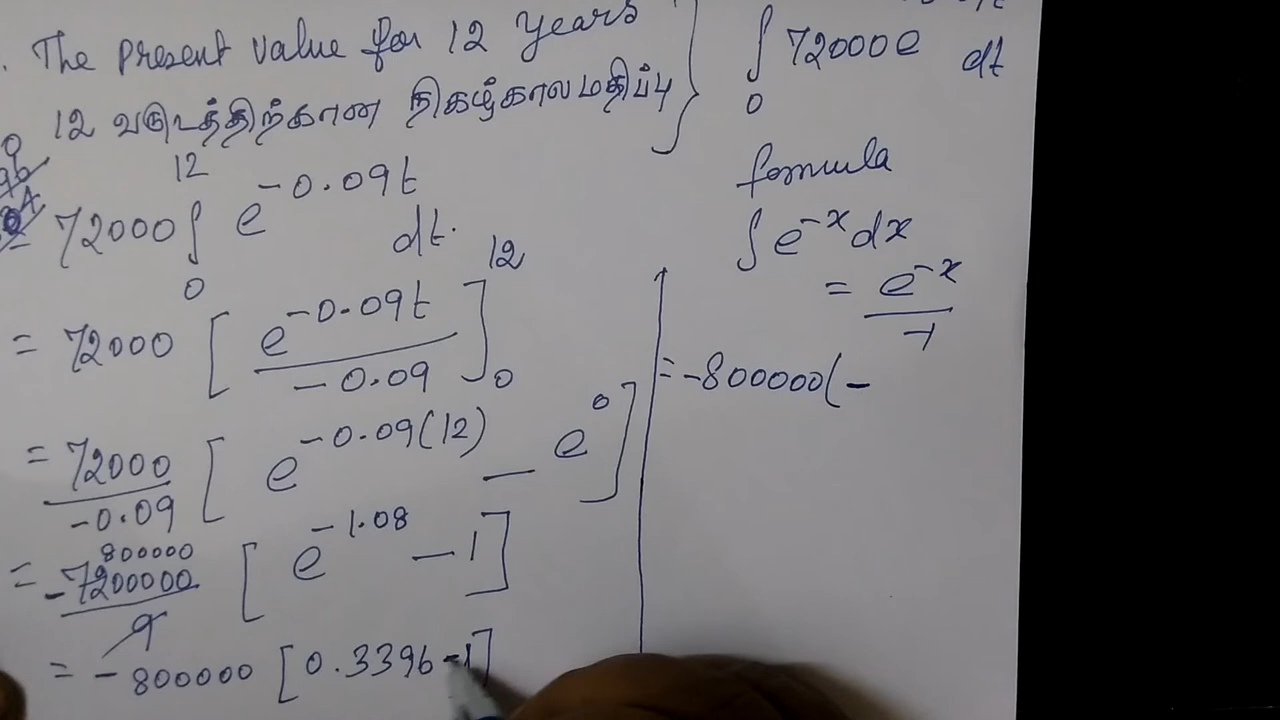 . The present value for 12 years
12 வருடத்திற்கான நிகழ்கால மதிப்பு } ∫₀ 72000e dt
= 72000 ∫₀¹² e^{-0.09t} dt.
= 72000 [ e^{-0.09t} / -0.09 ]₀¹²
= 72000 / -0.09 [ e^{-0.09(12)} - e⁰ ]
800000
= -7200000 / 9 [ e^{-1.08} - 1 ]
= -800000 [ 0.3396 - 1 ]
formula
∫ e^{-x} dx
= e^{-x} / -1
= -800000( -